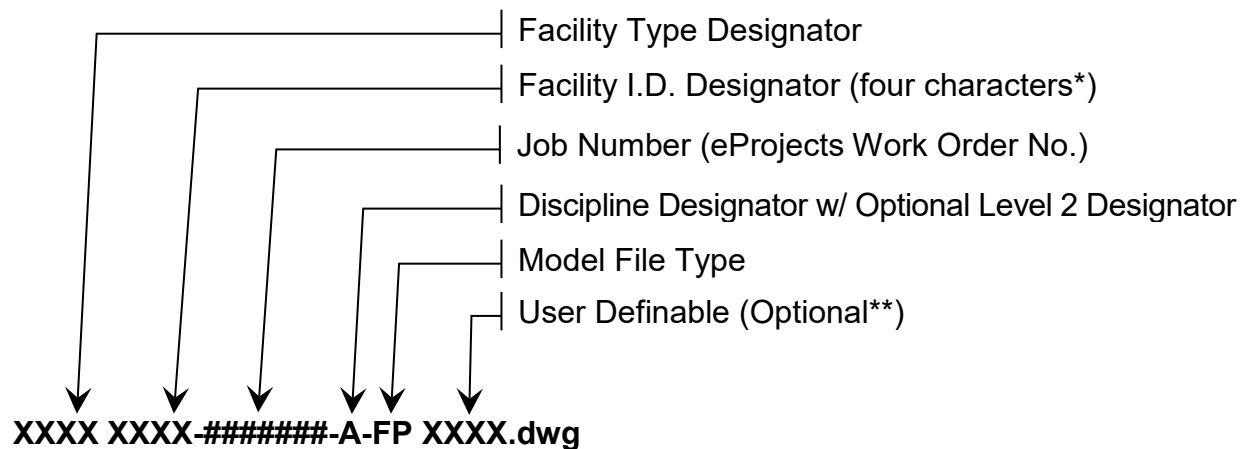 Facility Type Designator
Facility I.D. Designator (four characters*)
Job Number (eProjects Work Order No.)
Discipline Designator w/ Optional Level 2 Designator
Model File Type
User Definable (Optional**)
XXXX XXXX-#######-A-FP XXXX.dwg